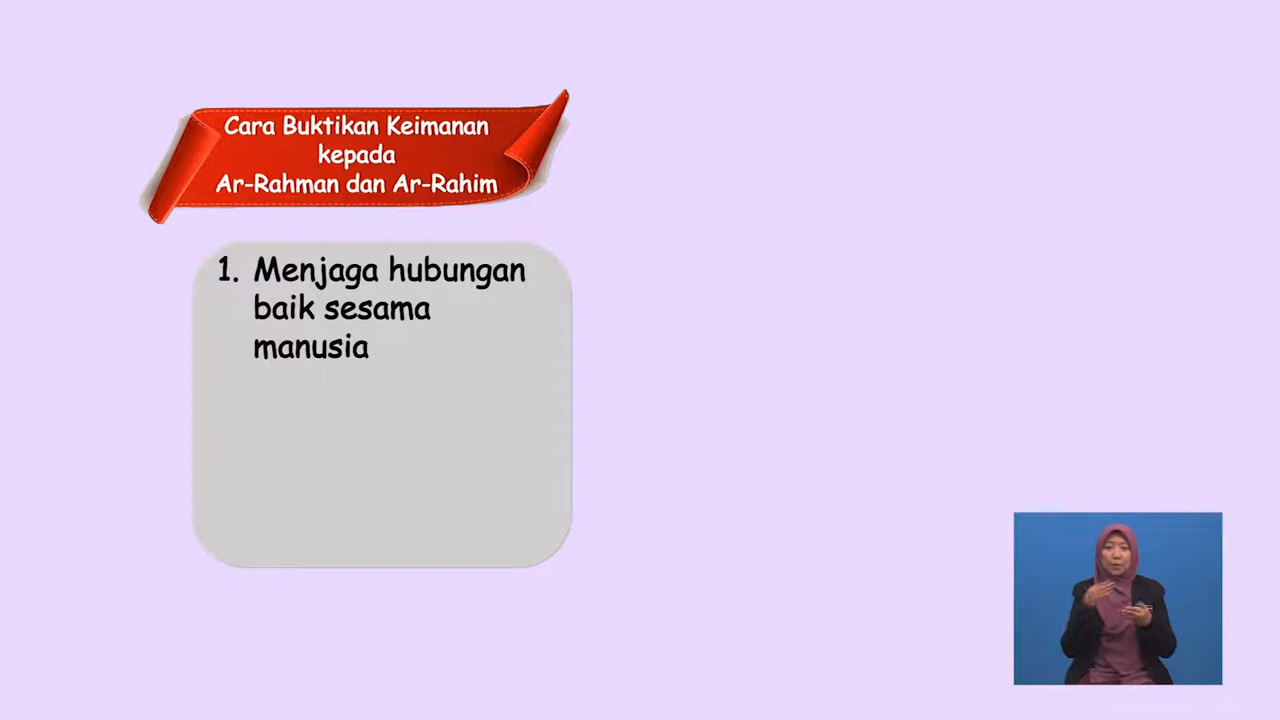 Cara Buktikan Keimanan
kepada
Ar-Rahman dan Ar-Rahim
1. Menjaga hubungan
baik sesama
manusia